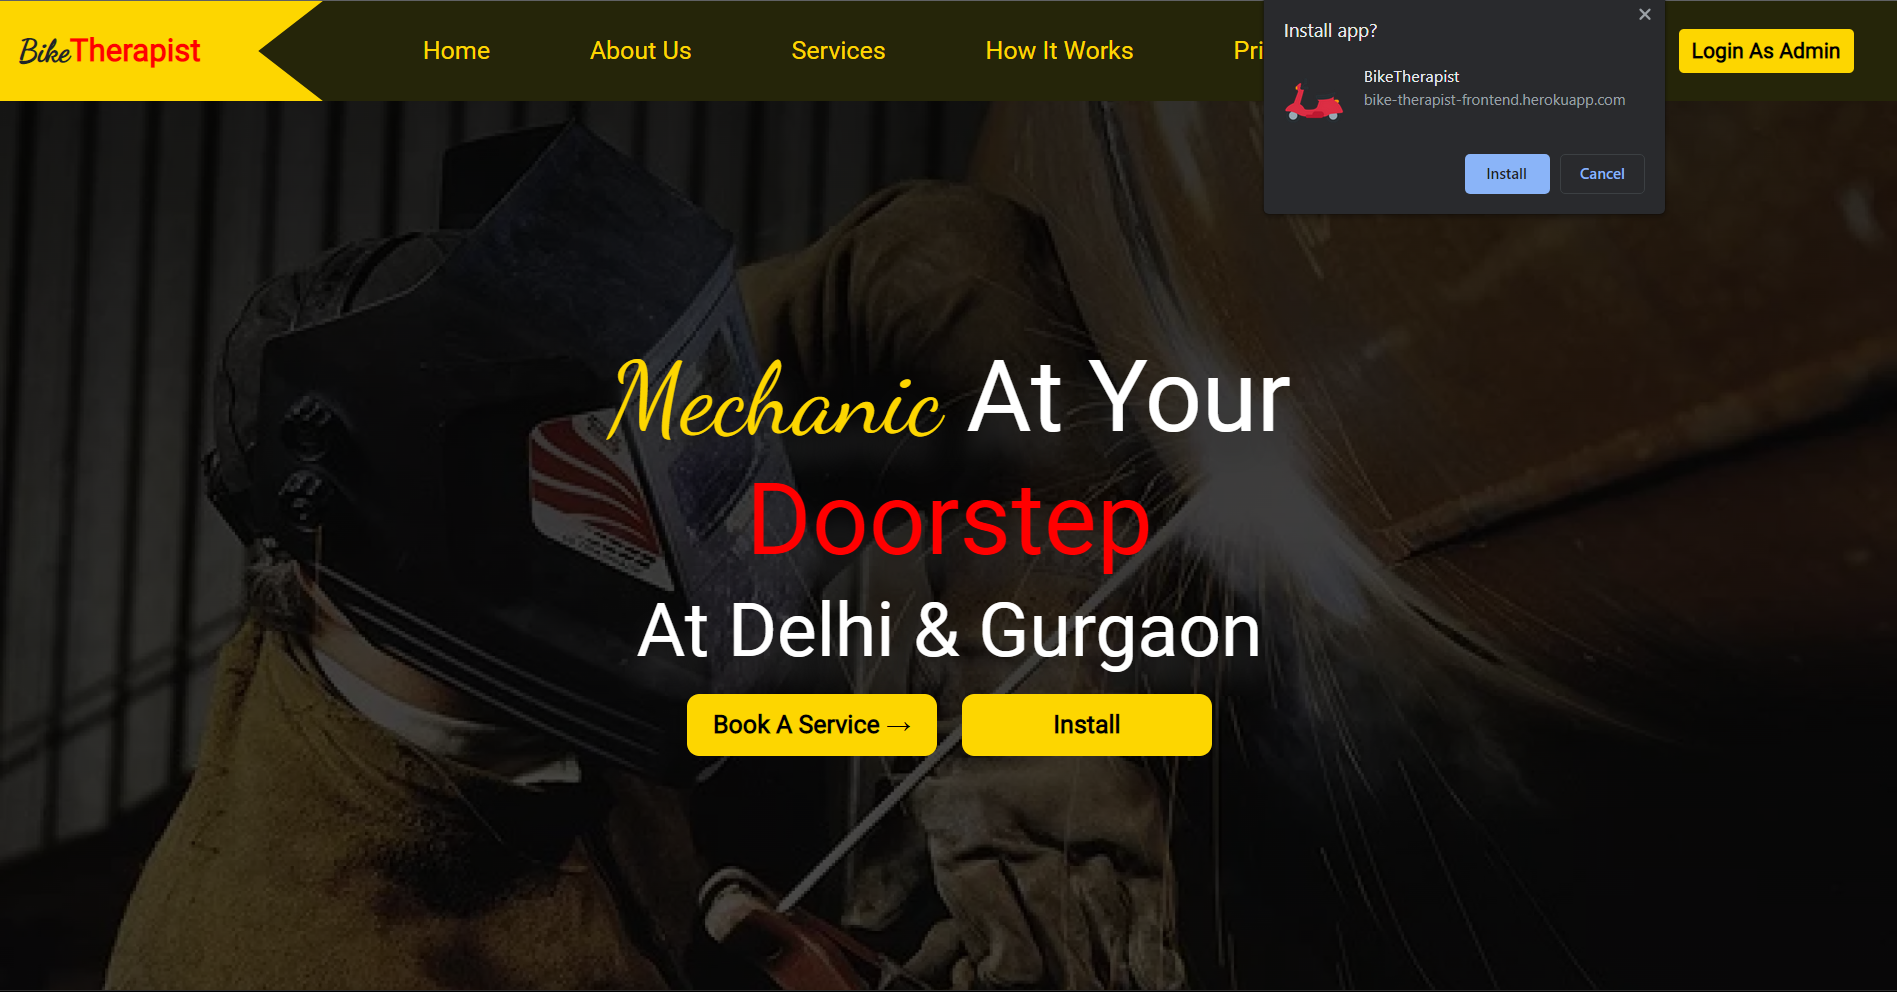 BikeTherapist
Home
About Us
Services
How It Works
Pri
Login As Admin
Install app?
BikeTherapist
bike-therapist-frontend.herokuapp.com
Install
Cancel
Mechanic At Your
Doorstep
At Delhi & Gurgaon
Book A Service →
Install